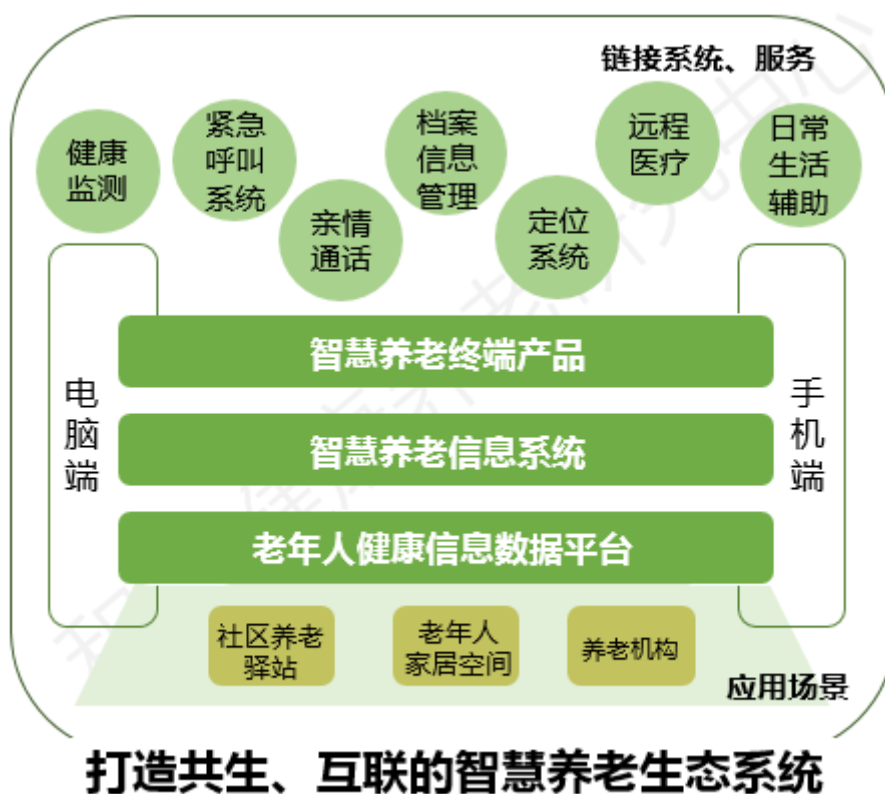 链接系统、服务
健康
监测
紧急
呼叫
系统
亲情
通话
档案
信息
管理
定位
系统
远程
医疗
日常
生活
辅助
电
脑
端
智慧养老终端产品
智慧养老信息系统
老年人健康信息数据平台
手
机
端
社区养老
驿站
老年人
家居空间
养老机构
应用场景
打造共生、互联的智慧养老生态系统